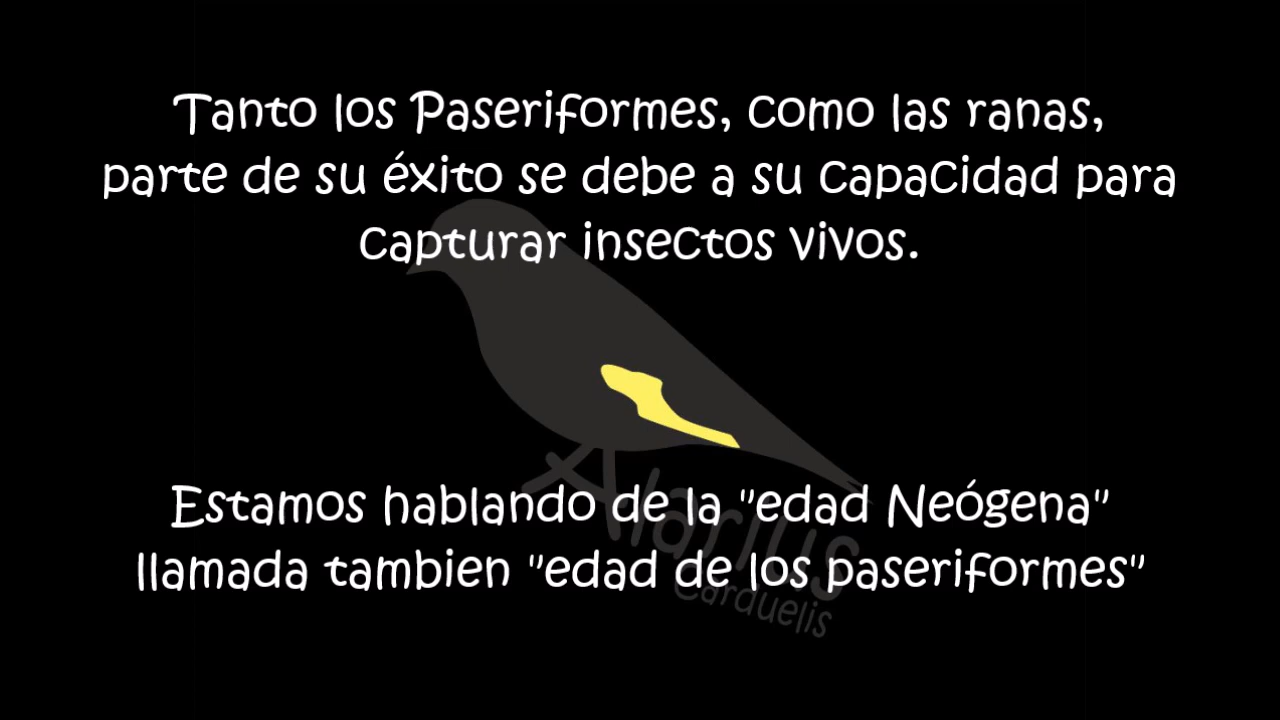 Tanto los Paseriformes, como las ranas,
parte de su éxito se debe a su capacidad para
capturar insectos vivos.
Estamos hablando de la "edad Neógena"
llamada tambien "edad de los paseriformes"
Alarius
Carduelis